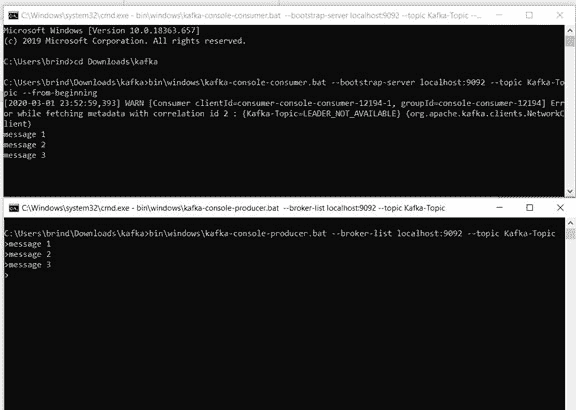 C:\Windows\system32\cmd.exe - bin\windows\kafka-console-consumer.bat --bootstrap-server localhost:9092 --topic Kafka-Topic --...
Microsoft Windows [Version 10.0.18363.657]
(c) 2019 Microsoft Corporation. All rights reserved.
C:\Users\brind>cd Downloads\kafka
C:\Users\brind\Downloads\kafka>bin\windows\kafka-console-consumer.bat --bootstrap-server localhost:9092 --topic Kafka-To
pic --from-beginning
[2020-03-01 23:52:59,393] WARN [Consumer clientId=consumer-console-consumer-12194-1, groupId=console-consumer-12194] Err
or while fetching metadata with correlation id 2 : {Kafka-Topic=LEADER_NOT_AVAILABLE} (org.apache.kafka.clients.NetworkC
lient)
message 1
message 2
message 3
C:\Windows\system32\cmd.exe - bin\windows\kafka-console-producer.bat --broker-list localhost:9092 --topic Kafka-Topic
C:\Users\brind\Downloads\kafka>bin\windows\kafka-console-producer.bat --broker-list localhost:9092 --topic Kafka-Topic
>message 1
>message 2
>message 3
>